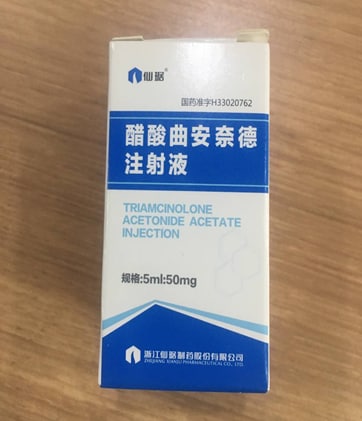 仙琚®
国药准字H33020762
醋酸曲安奈德
注射液
TRIAMCINOLONE
ACETONIDE ACETATE
INJECTION
规格:5ml:50mg
浙江仙琚制药股份有限公司
ZHEJIANG XIANJU PHARMACEUTICAL CO., LTD.